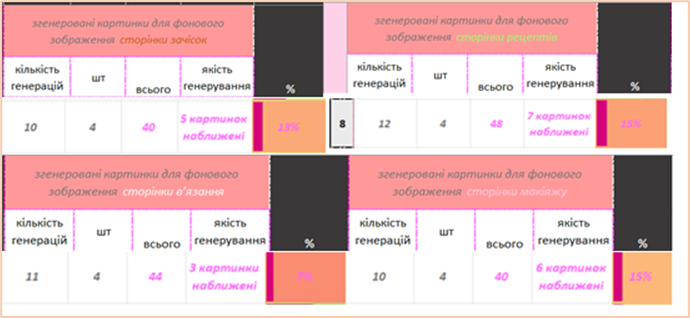 згенеровані картинки для фонового
зображення сторінки зачісок
кількість генерацій шт всього якість генерування %
10 4 40 5 картинок наближені 13%
згенеровані картинки для фонового
зображення сторінки рецептів
кількість генерацій шт всього якість генерування %
8 12 4 48 7 картинок наближені 15%
згенеровані картинки для фонового
зображення сторінки в'язання
кількість генерацій шт всього якість генерування %
11 4 44 3 картинки наближені 7%
згенеровані картинки для фонового
зображення сторінки макіяжу
кількість генерацій шт всього якість генерування %
10 4 40 6 картинок наближені 15%